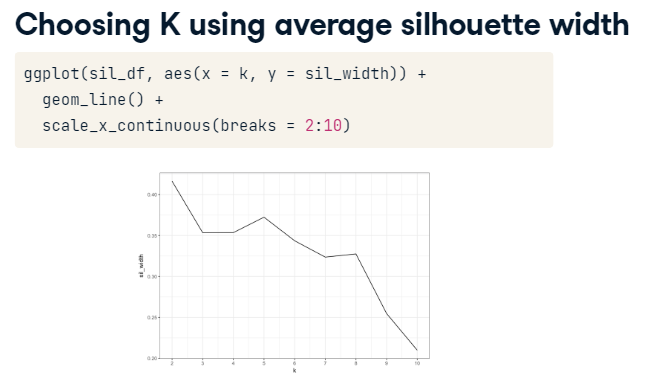 Choosing K using average silhouette width
ggplot(sil_df, aes(x = k, y = sil_width)) +
geom_line() +
scale_x_continuous(breaks = 2:10)
0.40
0.35
0.30
0.25
0.20
sil_width
2 3 4 5 6 7 8 9 10
k